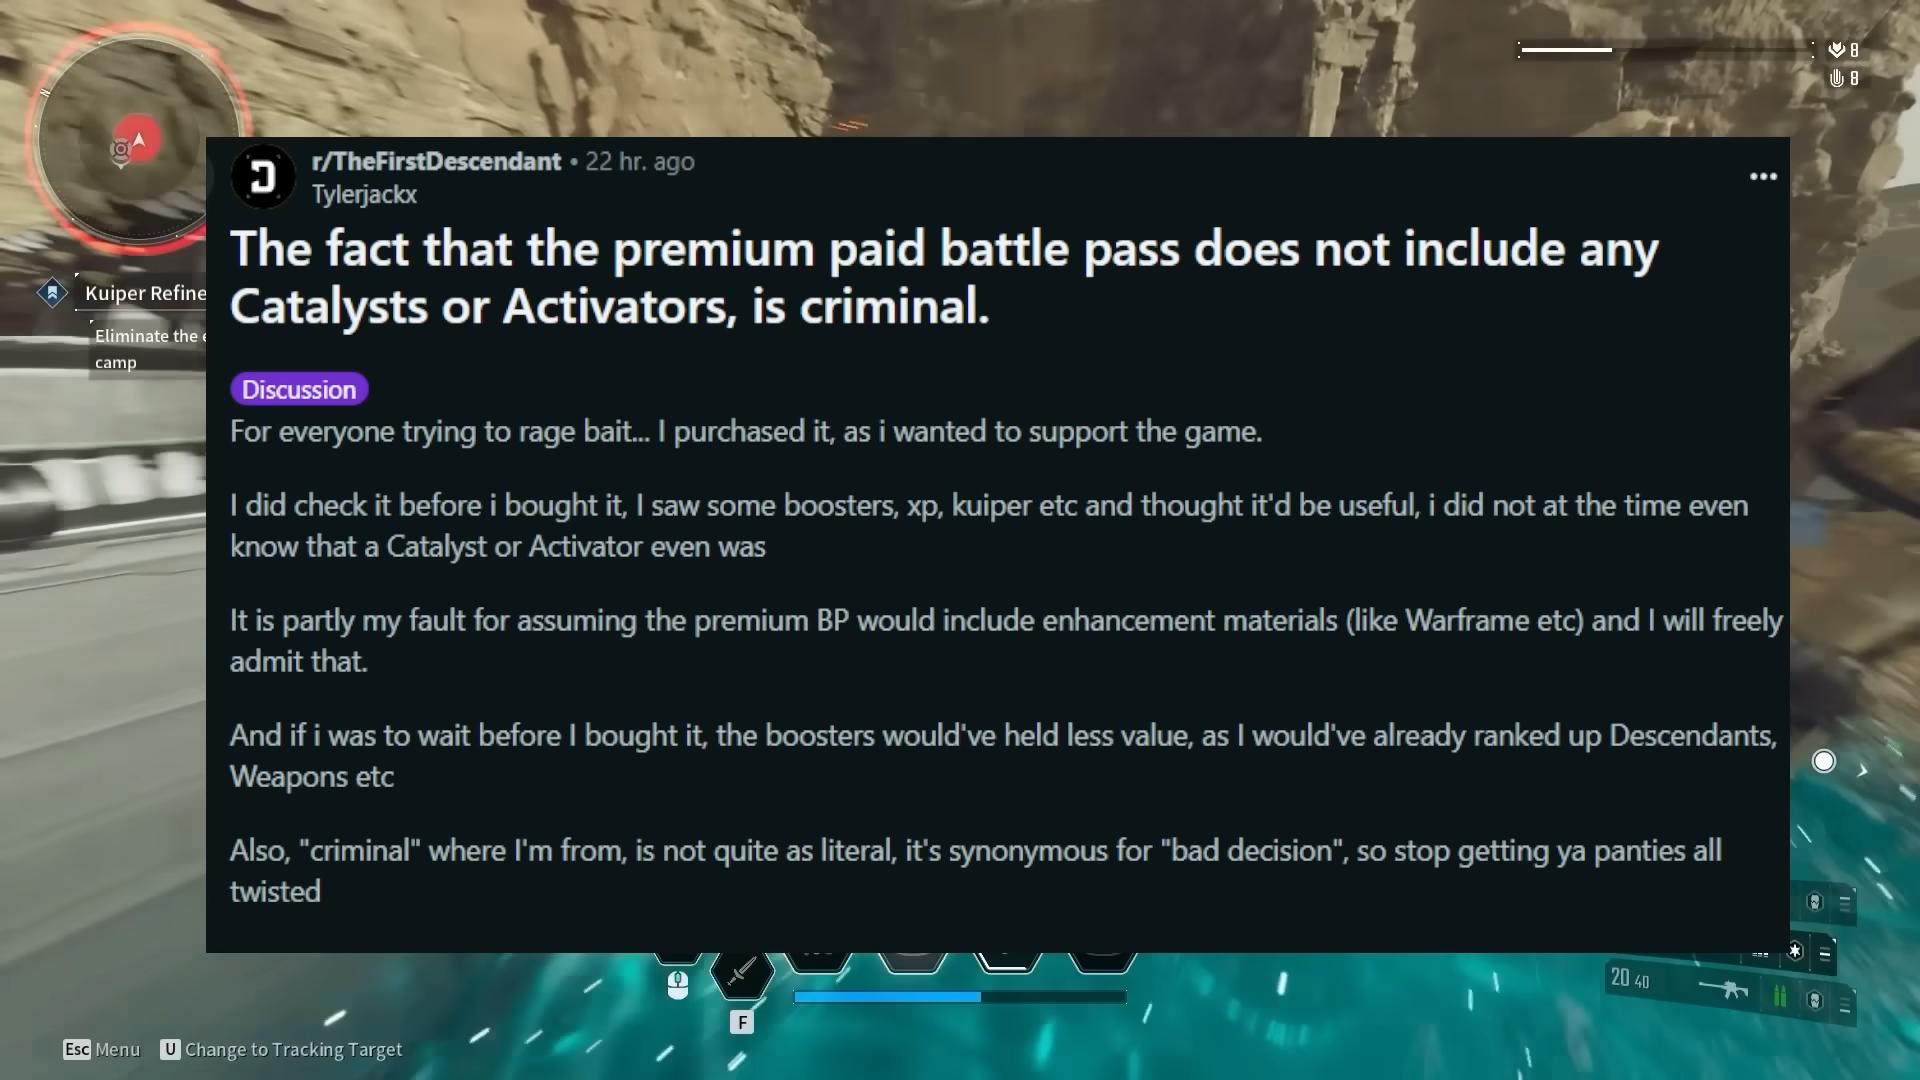 N
8
8
r/TheFirstDescendant • 22 hr. ago
Tylerjackx
The fact that the premium paid battle pass does not include any
Catalysts or Activators, is criminal.
Kuiper Refine
Eliminate the e
camp
Discussion
For everyone trying to rage bait... I purchased it, as i wanted to support the game.
I did check it before i bought it, I saw some boosters, xp, kuiper etc and thought it'd be useful, i did not at the time even
know that a Catalyst or Activator even was
It is partly my fault for assuming the premium BP would include enhancement materials (like Warframe etc) and I will freely
admit that.
And if i was to wait before I bought it, the boosters would've held less value, as I would've already ranked up Descendants,
Weapons etc
Also, "criminal" where I'm from, is not quite as literal, it's synonymous for "bad decision", so stop getting ya panties all
twisted
20 40
F
Esc Menu U Change to Tracking Target